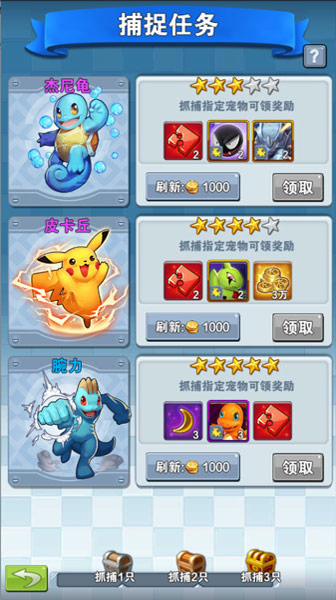 捕捉任务
?
杰尼龟
抓捕指定宠物可领奖励
2
2
2
刷新: 1000
领取
皮卡丘
抓捕指定宠物可领奖励
2
2
3万
刷新: 1000
领取
腕力
抓捕指定宠物可领奖励
3
3
3
刷新: 1000
领取
抓捕1只
抓捕2只
抓捕3只